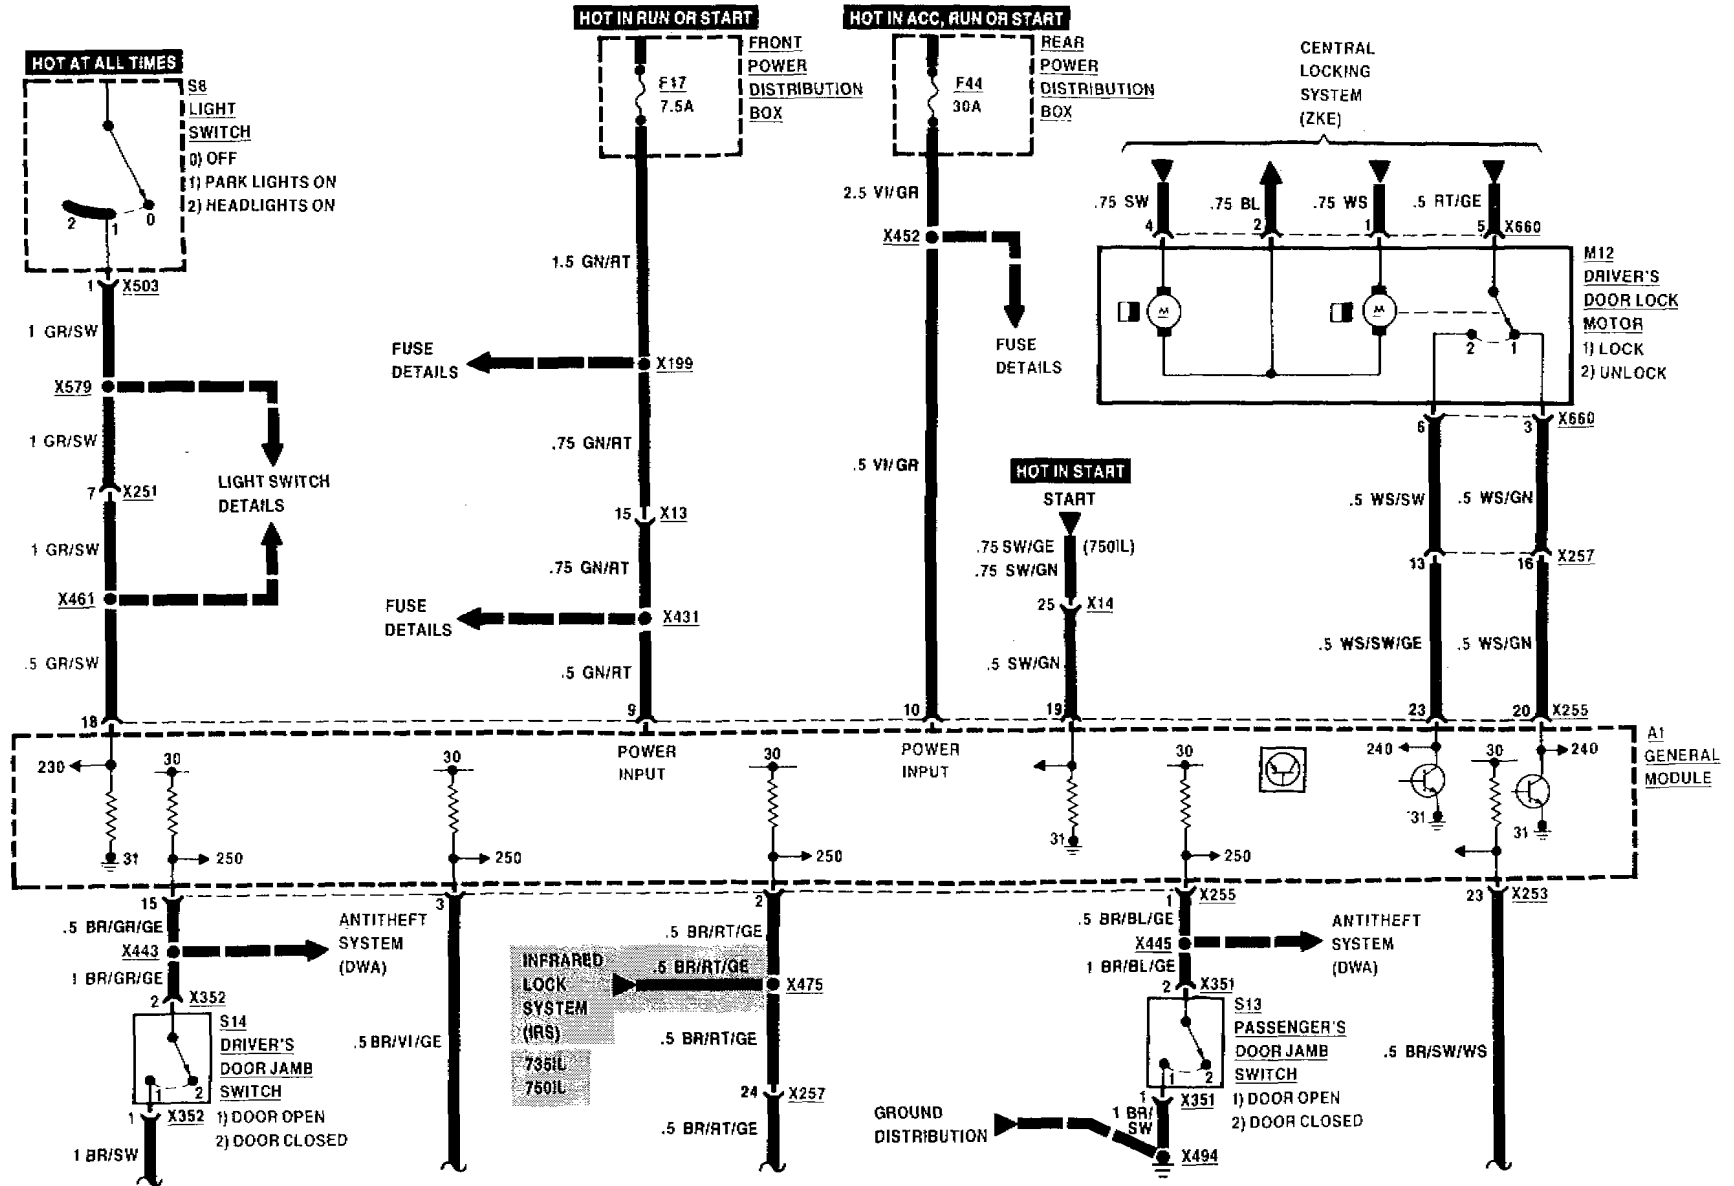 HOT AT ALL TIMES
S8
LIGHT
SWITCH
0) OFF
1) PARK LIGHTS ON
2) HEADLIGHTS ON
2
1
0
1
X503
1 GR/SW
X579
1 GR/SW
7
X251
LIGHT SWITCH
DETAILS
1 GR/SW
X461
.5 GR/SW
18
HOT IN RUN OR START
FRONT
POWER
DISTRIBUTION
BOX
F17
7.5A
1.5 GN/RT
FUSE
DETAILS
X199
.75 GN/RT
15
X13
.75 GN/RT
FUSE
DETAILS
X431
.5 GN/RT
9
HOT IN ACC, RUN OR START
REAR
POWER
DISTRIBUTION
BOX
F44
30A
2.5 VI/GR
X452
FUSE
DETAILS
.5 VI/GR
10
HOT IN START
START
.75 SW/GE
(750IL)
.75 SW/GN
25
X14
.5 SW/GN
19
CENTRAL
LOCKING
SYSTEM
(ZKE)
.75 SW
.75 BL
.75 WS
.5 RT/GE
4
2
1
5
X660
M12
DRIVER'S
DOOR LOCK
MOTOR
1) LOCK
2) UNLOCK
M
M
2
1
6
3
X660
.5 WS/SW
.5 WS/GN
13
16
X257
.5 WS/SW/GE
.5 WS/GN
23
20
X255
A1
GENERAL
MODULE
230
30
30
POWER
INPUT
30
POWER
INPUT
30
240
30
240
31
250
250
250
31
250
31
31
15
3
2
1
X255
23
X253
.5 BR/GR/GE
X443
ANTITHEFT
SYSTEM
(DWA)
1 BR/GR/GE
2
X352
S14
DRIVER'S
DOOR JAMB
SWITCH
1) DOOR OPEN
2) DOOR CLOSED
1
2
1
X352
1 BR/SW
.5 BR/VI/GE
.5 BR/RT/GE
INFRARED
LOCK
SYSTEM
(IRS)
735IL
750IL
.5 BR/RT/GE
X475
.5 BR/RT/GE
24
X257
.5 BR/RT/GE
.5 BR/BL/GE
X445
ANTITHEFT
SYSTEM
(DWA)
1 BR/BL/GE
2
X351
S13
PASSENGER'S
DOOR JAMB
SWITCH
1) DOOR OPEN
2) DOOR CLOSED
1
2
1
X351
1 BR/
SW
GROUND
DISTRIBUTION
X494
.5 BR/SW/WS